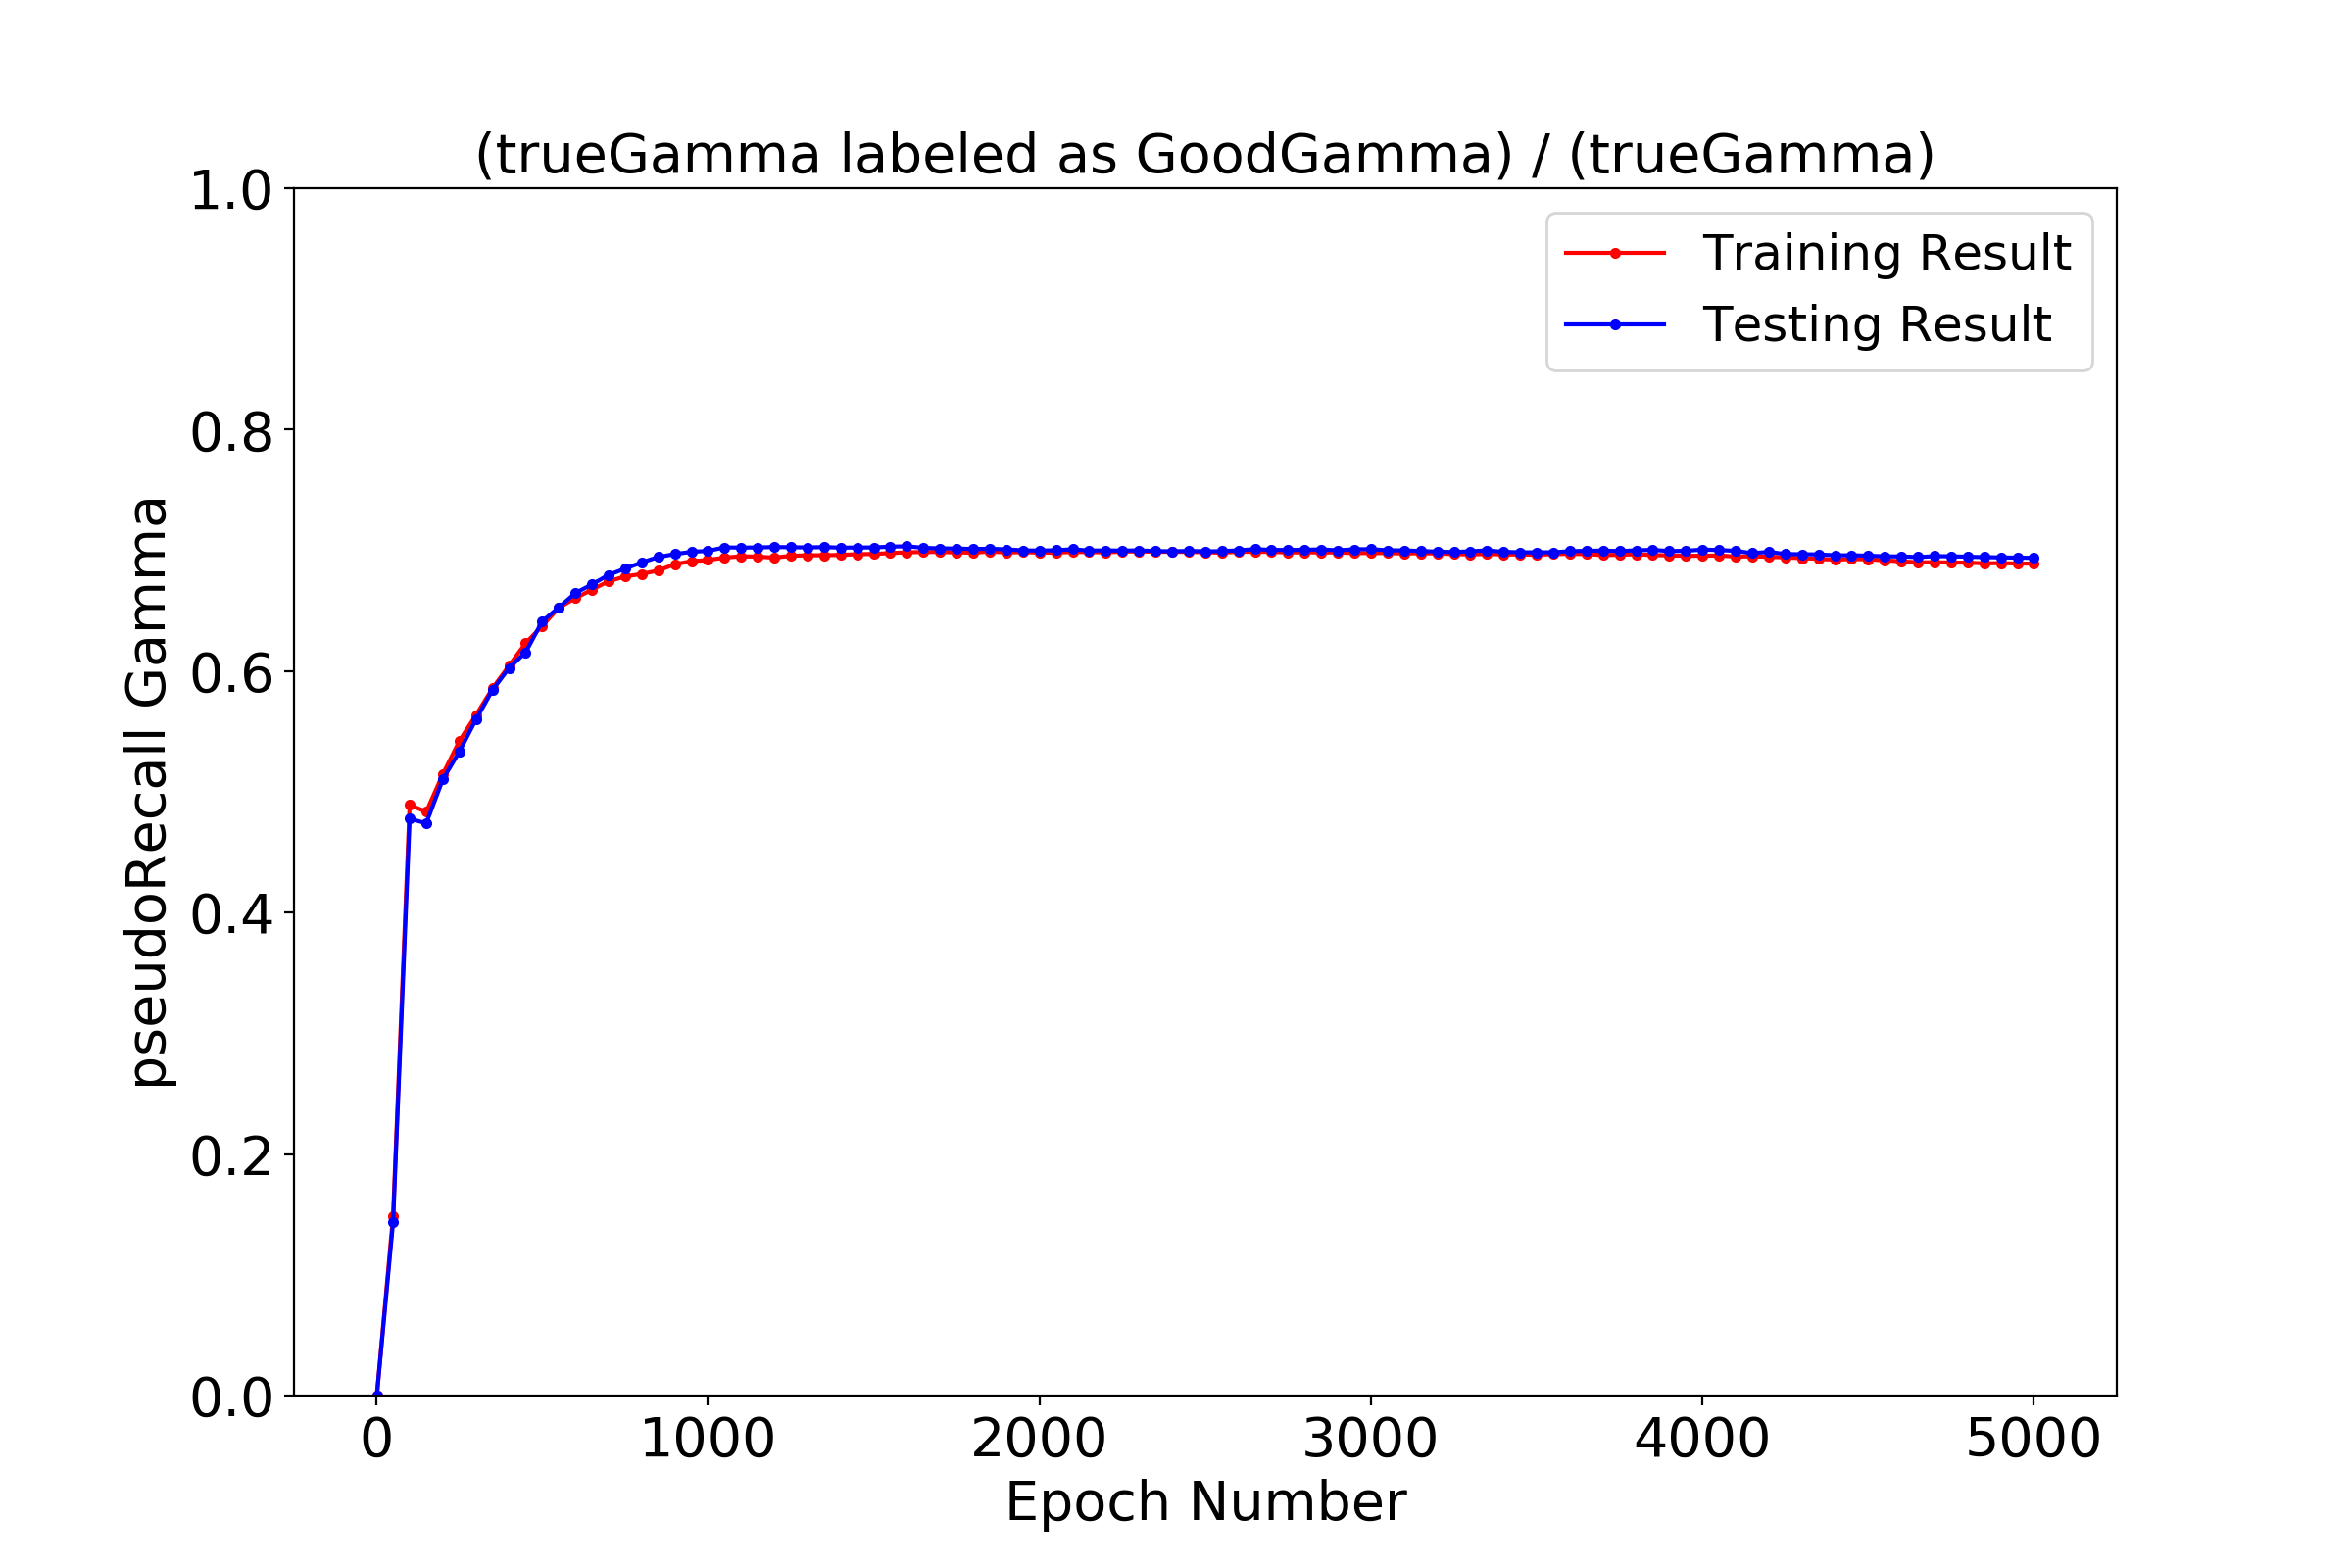 (trueGamma labeled as GoodGamma) / (trueGamma)
Training Result
Testing Result
pseudoRecall Gamma
1.0
0.8
0.6
0.4
0.2
0.0
0 1000 2000 3000 4000 5000
Epoch Number